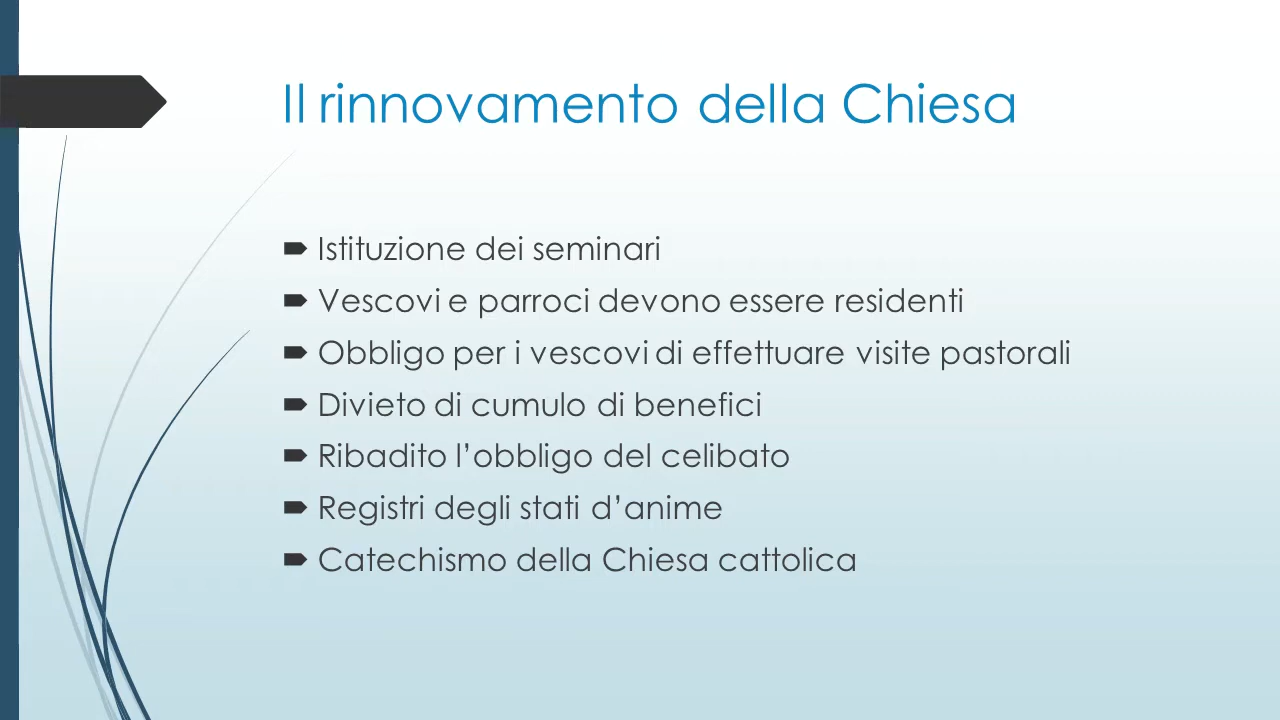 Il rinnovamento della Chiesa
Istituzione dei seminari
Vescovi e parroci devono essere residenti
Obbligo per i vescovi di effettuare visite pastorali
Divieto di cumulo di benefici
Ribadito l’obbligo del celibato
Registri degli stati d’anime
Catechismo della Chiesa cattolica